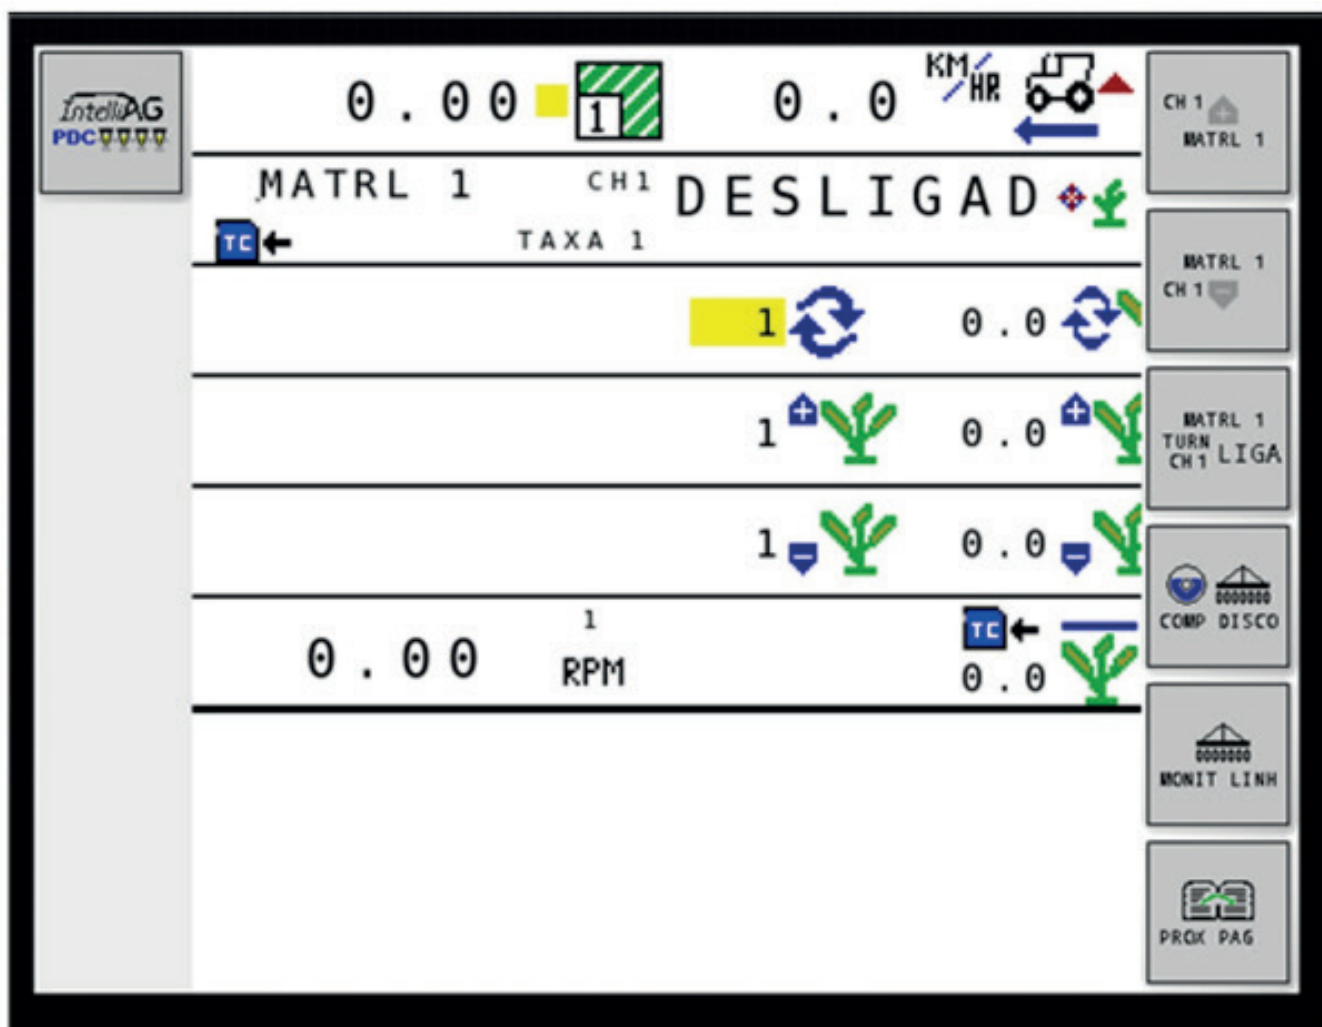 IntelliAG
PDC
0.00 1 0.0 KM/HR
MATRL 1 CH1 DESLIGAD
TC TAXA 1
1 0.0
1 0.0
1 0.0
0.00 1 RPM TC 0.0
CH 1
MATRL 1
MATRL 1
CH 1
MATRL 1
TURN
CH 1 LIGA
COMP DISCO
MONIT LINH
PROX PAG